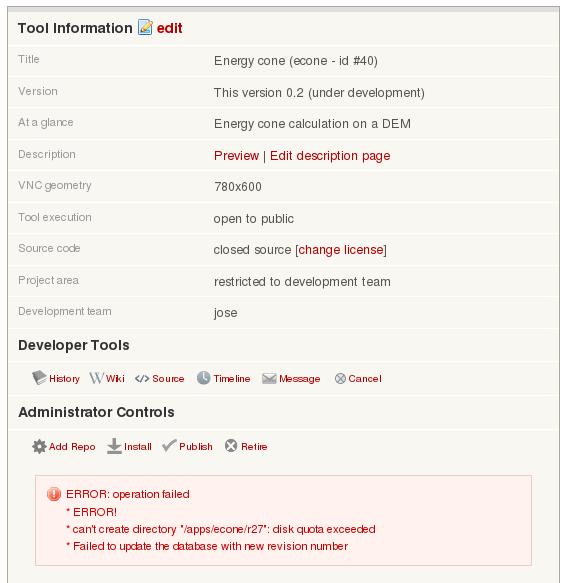 Tool Information edit
Title Energy cone (econe - id #40)
Version This version 0.2 (under development)
At a glance Energy cone calculation on a DEM
Description Preview | Edit description page
VNC geometry 780x600
Tool execution open to public
Source code closed source [change license]
Project area restricted to development team
Development team jose
Developer Tools
History Wiki Source Timeline Message Cancel
Administrator Controls
Add Repo Install Publish Retire
ERROR: operation failed
* ERROR!
* can't create directory "/apps/econe/r27": disk quota exceeded
* Failed to update the database with new revision number